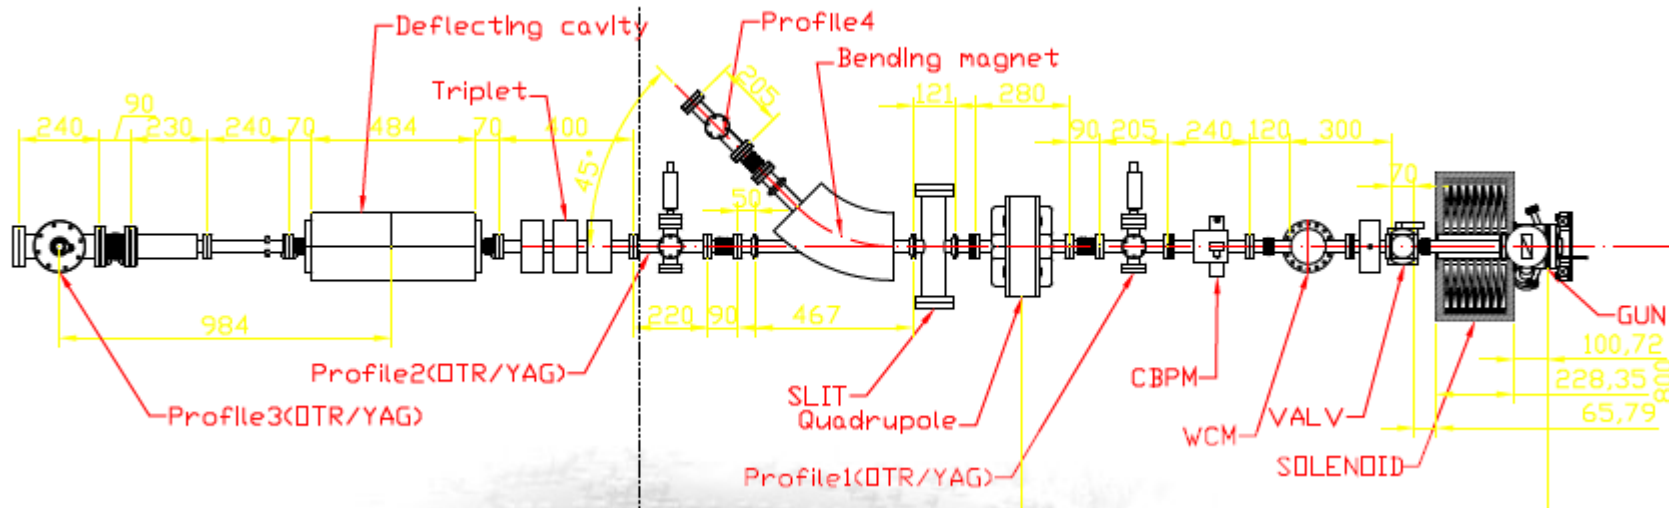 Deflecting cavity
Profile4
Bending magnet
Triplet
205
121
280
90
240
230
240
70
484
70
400
45°
90
205
240
120
300
70
50
984
220
90
467
GUN
100,72
Profile2(OTR/YAG)
CBPM
228,35
800
SLIT
Profile3(OTR/YAG)
Quadrupole
VALV
65,79
WCM
SOLENOID
Profile1(OTR/YAG)